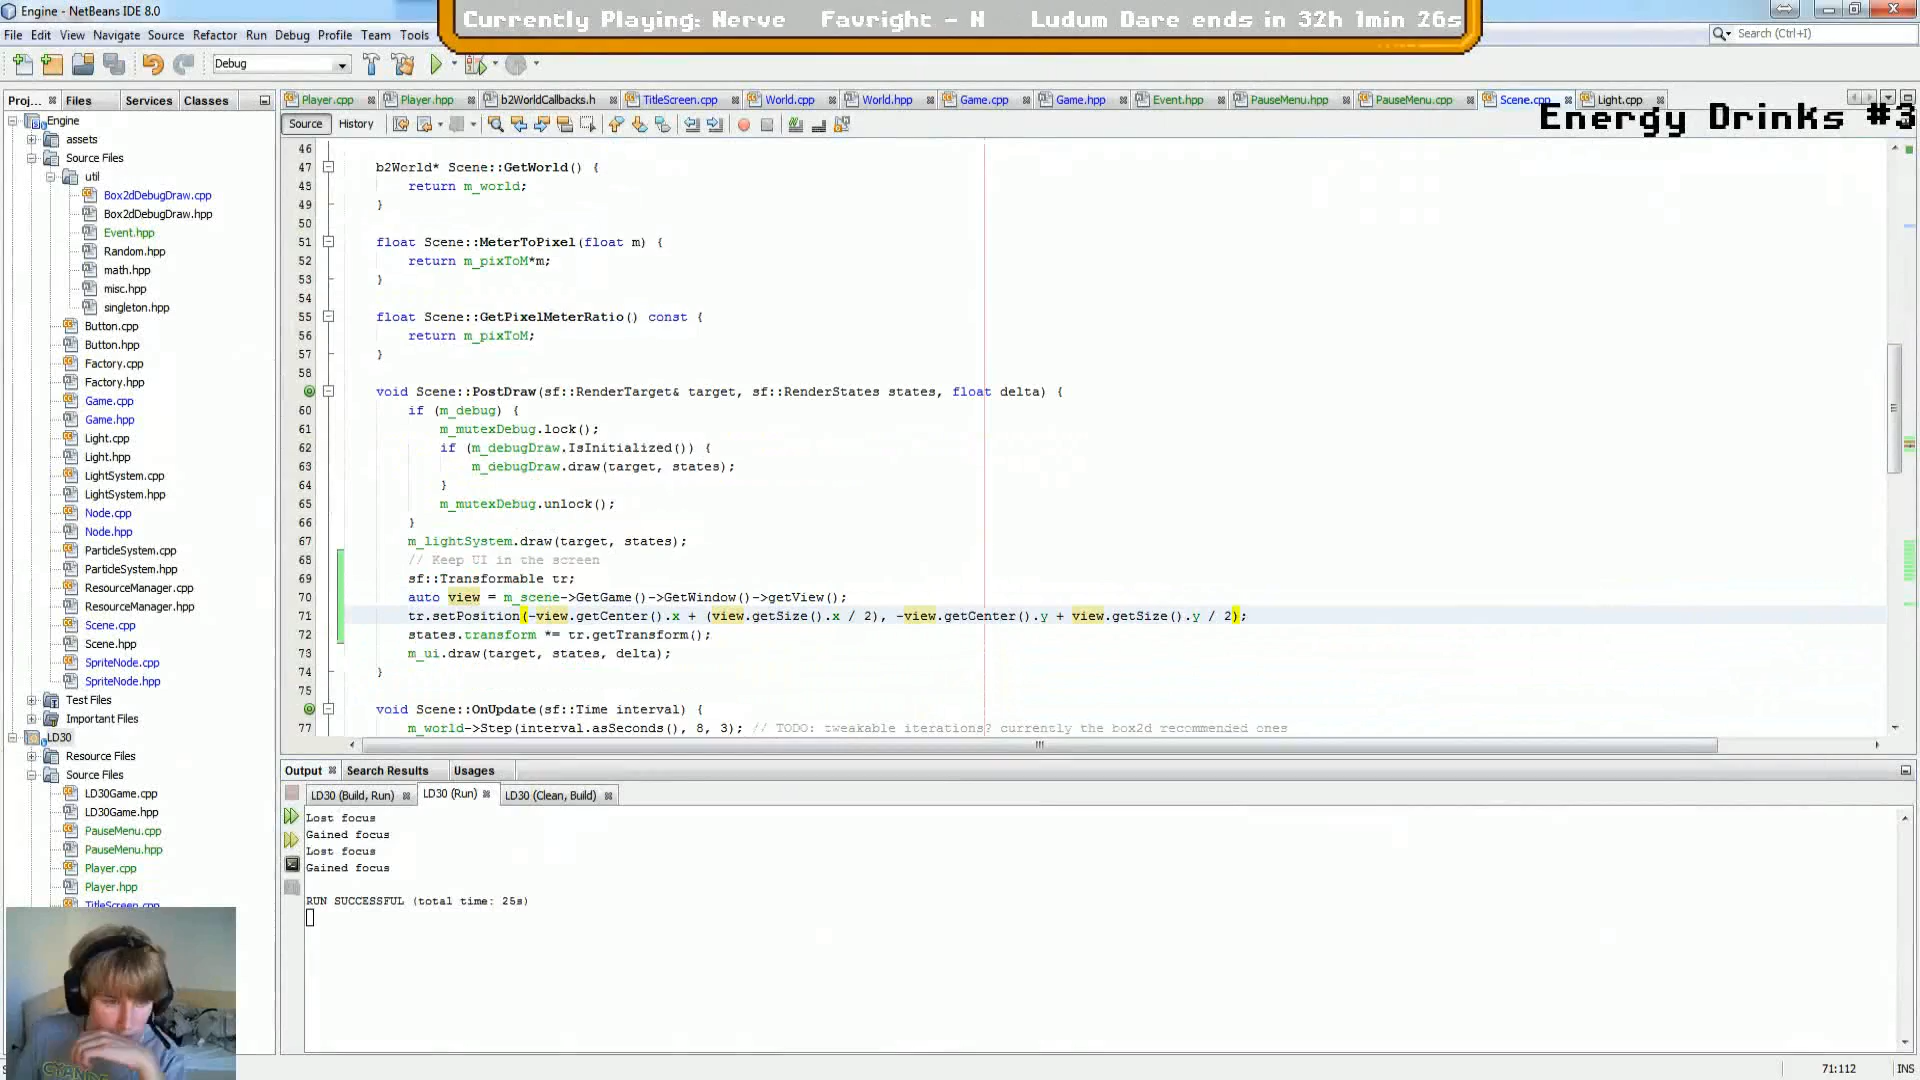 Engine - NetBeans IDE 8.0
Currently Playing: Nerve Favright - N Ludum Dare ends in 32h 1min 26s
File Edit View Navigate Source Refactor Run Debug Profile Team Tools
Search (Ctrl+I)
Debug
Proj... Files Services Classes
Player.cpp Player.hpp b2WorldCallbacks.h TitleScreen.cpp World.cpp World.hpp Game.cpp Game.hpp Event.hpp PauseMenu.hpp PauseMenu.cpp Scene.cpp Light.cpp
Energy Drinks #3
Source History
Engine
assets
Source Files
util
Box2dDebugDraw.cpp
Box2dDebugDraw.hpp
Event.hpp
Random.hpp
math.hpp
misc.hpp
singleton.hpp
Button.cpp
Button.hpp
Factory.cpp
Factory.hpp
Game.cpp
Game.hpp
Light.cpp
Light.hpp
LightSystem.cpp
LightSystem.hpp
Node.cpp
Node.hpp
ParticleSystem.cpp
ParticleSystem.hpp
ResourceManager.cpp
ResourceManager.hpp
Scene.cpp
Scene.hpp
SpriteNode.cpp
SpriteNode.hpp
Test Files
Important Files
LD30
Resource Files
Source Files
LD30Game.cpp
LD30Game.hpp
PauseMenu.cpp
PauseMenu.hpp
Player.cpp
Player.hpp
TitleScreen.cpp
46
47 b2World* Scene::GetWorld() {
48 return m_world;
49 }
50
51 float Scene::MeterToPixel(float m) {
52 return m_pixToM*m;
53 }
54
55 float Scene::GetPixelMeterRatio() const {
56 return m_pixToM;
57 }
58
void Scene::PostDraw(sf::RenderTarget& target, sf::RenderStates states, float delta) {
60 if (m_debug) {
61 m_mutexDebug.lock();
62 if (m_debugDraw.IsInitialized()) {
63 m_debugDraw.draw(target, states);
64 }
65 m_mutexDebug.unlock();
66 }
67 m_lightSystem.draw(target, states);
68 // Keep UI in the screen
69 sf::Transformable tr;
70 auto view = m_scene->GetGame()->GetWindow()->getView();
71 tr.setPosition(-view.getCenter().x + (view.getSize().x / 2), -view.getCenter().y + view.getSize().y / 2);
72 states.transform *= tr.getTransform();
73 m_ui.draw(target, states, delta);
74 }
75
void Scene::OnUpdate(sf::Time interval) {
77 m_world->Step(interval.asSeconds(), 8, 3); // TODO: tweakable iterations? currently the box2d recommended ones
Output Search Results Usages
LD30 (Build, Run) LD30 (Run) LD30 (Clean, Build)
Lost focus
Gained focus
Lost focus
Gained focus
RUN SUCCESSFUL (total time: 25s)
71:112 INS